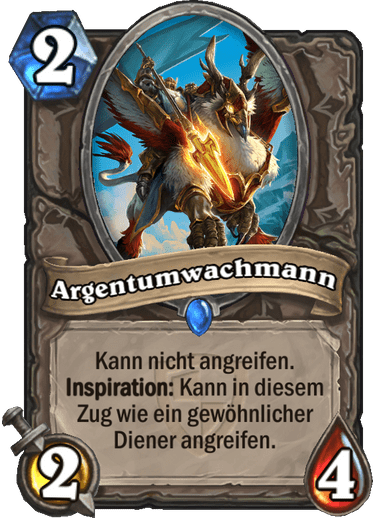 2
Argentumwachmann
Kann nicht angreifen.
Inspiration: Kann in diesem
Zug wie ein gewöhnlicher
Diener angreifen.
2
4